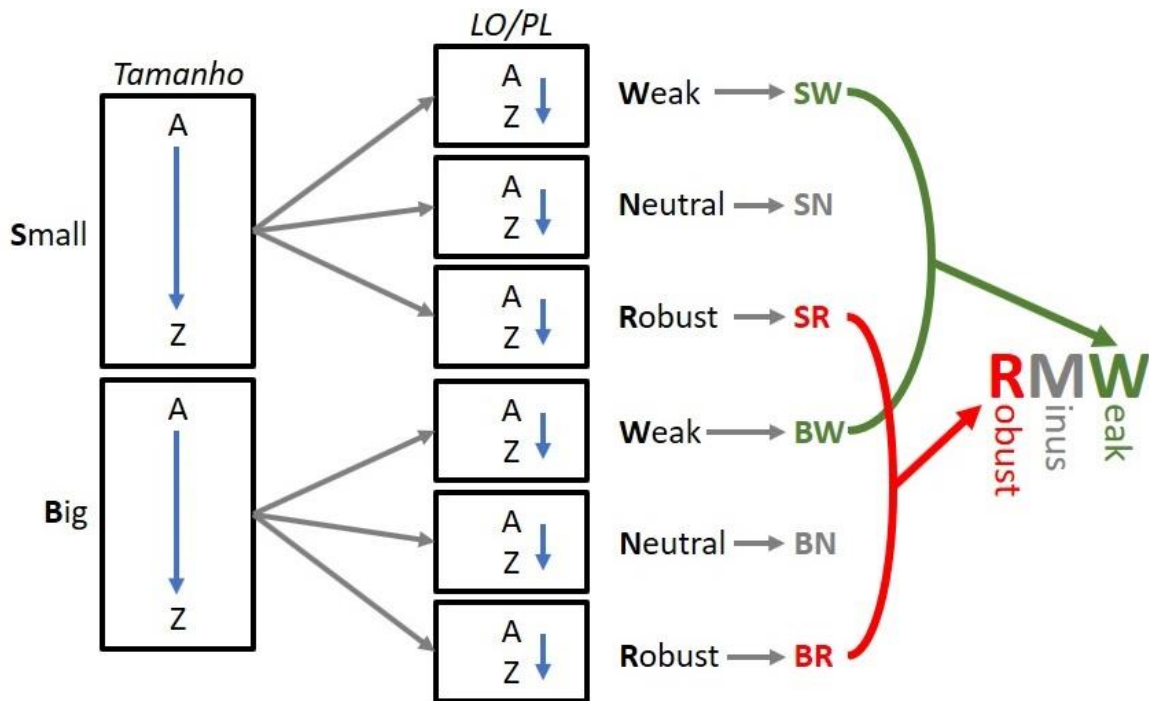 LO/PL
Tamanho
A
Z
Weak
SW
A
Z
Neutral
SN
A
Z
Robust
SR
Small
A
Z
Weak
BW
A
Z
Neutral
BN
A
Z
Robust
BR
Big
A
Z
RMW
Robust
Minus
Weak